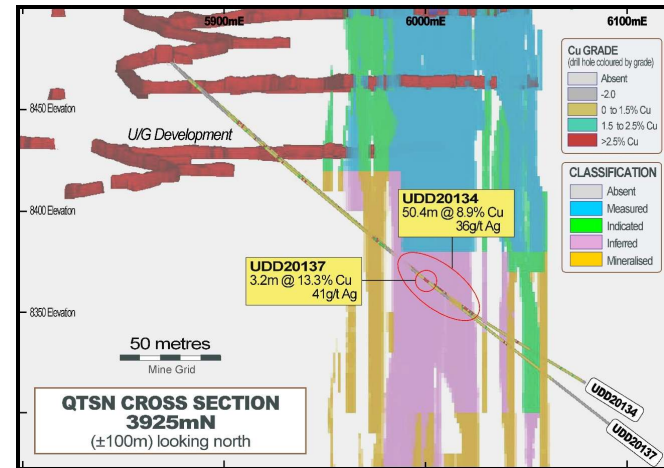 5900mE
6000mE
6100mE
Cu GRADE
(drill hole coloured by grade)
Absent
-2.0
0 to 1.5% Cu
1.5 to 2.5% Cu
>2.5% Cu
8450 Elevation
U/G Development
CLASSIFICATION
Absent
Measured
Indicated
Inferred
Mineralised
8400 Elevation
UDD20134
50.4m @ 8.9% Cu
36g/t Ag
UDD20137
3.2m @ 13.3% Cu
41g/t Ag
8350 Elevation
50 metres
Mine Grid
QTSN CROSS SECTION
3925mN
(±100m) looking north
UDD20134
UDD20137